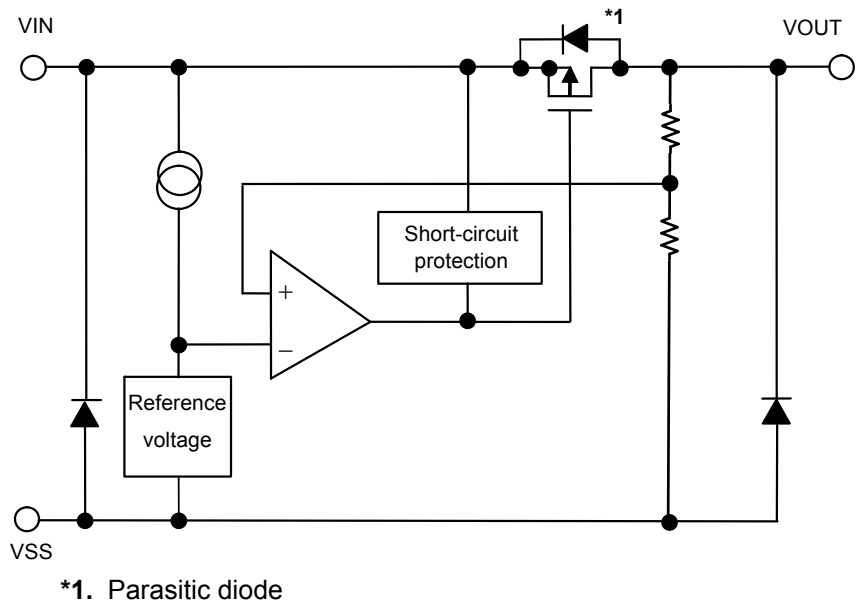 VIN
*1
VOUT
Short-circuit
protection
+
−
Reference
voltage
VSS
*1. Parasitic diode